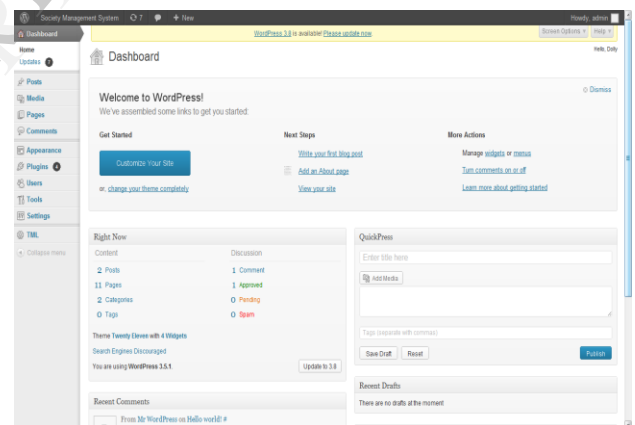 Society Management System 7 + New Howdy, admin
Dashboard
WordPress 3.8 is available! Please update now.
Screen Options Help
Home
Updates
Hello, Dolly
Dashboard
Posts
Media
Pages
Comments
Appearance
Plugins
Users
Tools
Settings
TML
Collapse menu
Dismiss
Welcome to WordPress!
We've assembled some links to get you started:
Get Started
Customize Your Site
or, change your theme completely
Next Steps
Write your first blog post
Add an About page
View your site
More Actions
Manage widgets or menus
Turn comments on or off
Learn more about getting started
Right Now
Content Discussion
2 Posts 1 Comment
11 Pages 1 Approved
2 Categories 0 Pending
0 Tags 0 Spam
Theme Twenty Eleven with 4 Widgets
Search Engines Discouraged
You are using WordPress 3.5.1. Update to 3.8
Recent Comments
From Mr WordPress on Hello world! #
QuickPress
Enter title here
Add Media
Tags (separate with commas)
Save Draft Reset Publish
Recent Drafts
There are no drafts at the moment